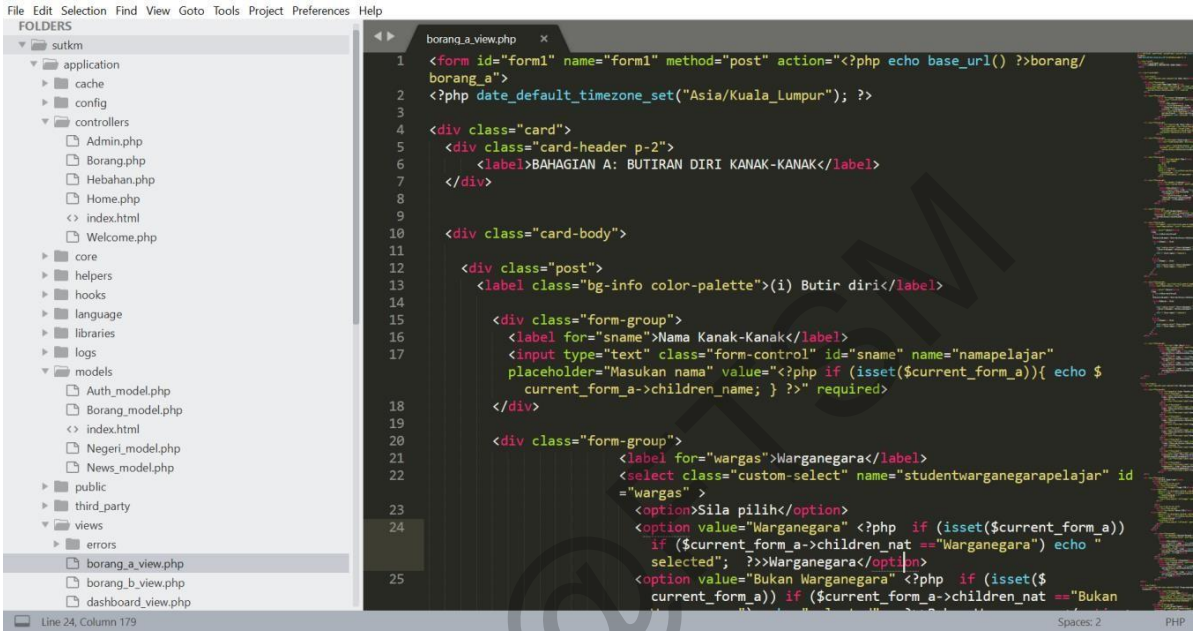 File Edit Selection Find View Goto Tools Project Preferences Help
FOLDERS
sutkm
application
cache
config
controllers
Admin.php
Borang.php
Hebahan.php
Home.php
index.html
Welcome.php
core
helpers
hooks
language
libraries
logs
models
Auth_model.php
Borang_model.php
index.html
Negeri_model.php
News_model.php
public
third_party
views
errors
borang_a_view.php
borang_b_view.php
dashboard_view.php
borang_a_view.php ×
1 <form id="form1" name="form1" method="post" action="<?php echo base_url() ?>borang/
borang_a">
2 <?php date_default_timezone_set("Asia/Kuala_Lumpur"); ?>
3
4 <div class="card">
5 <div class="card-header p-2">
6 <label>BAHAGIAN A: BUTIRAN DIRI KANAK-KANAK</label>
7 </div>
8
9
10 <div class="card-body">
11
12 <div class="post">
13 <label class="bg-info color-palette">(i) Butir diri</label>
14
15 <div class="form-group">
16 <label for="sname">Nama Kanak-Kanak</label>
17 <input type="text" class="form-control" id="sname" name="namapelajar"
placeholder="Masukan nama" value="<?php if (isset($current_form_a)){ echo $
current_form_a->children_name; } ?>" required>
18 </div>
19
20 <div class="form-group">
21 <label for="wargas">Warganegara</label>
22 <select class="custom-select" name="studentwarganegarapelajar" id
="wargas" >
23 <option>Sila pilih</option>
24 <option value="Warganegara" <?php if (isset($current_form_a))
if ($current_form_a->children_nat =="Warganegara") echo "
selected"; ?>>Warganegara</option>
25 <option value="Bukan Warganegara" <?php if (isset($
current_form_a)) if ($current_form_a->children_nat =="Bukan
Line 24, Column 179
Spaces: 2
PHP